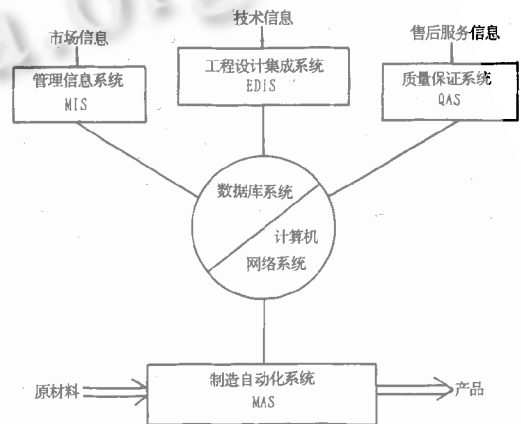 技术信息
市场信息
售后服务信息
管理信息系统
MIS
工程设计集成系统
EDIS
质量保证系统
QAS
数据库系统
计算机
网络系统
原材料
制造自动化系统
MAS
产品